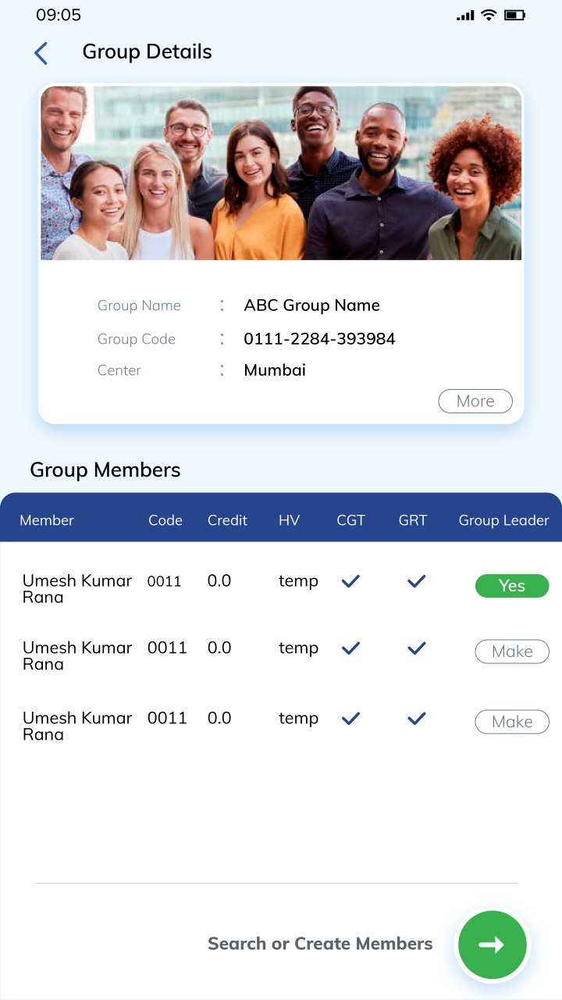 09:05
Group Details
Group Name : ABC Group Name
Group Code : 0111-2284-393984
Center : Mumbai
More
Group Members
Member Code Credit HV CGT GRT Group Leader
Umesh Kumar 0011 0.0 temp Yes
Rana
Umesh Kumar 0011 0.0 temp Make
Rana
Umesh Kumar 0011 0.0 temp Make
Rana
Search or Create Members